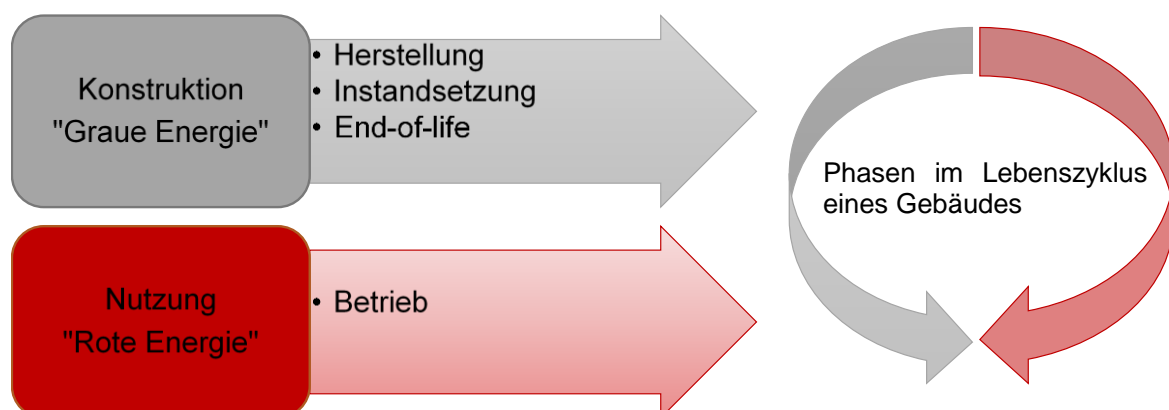 Konstruktion
"Graue Energie"
• Herstellung
• Instandsetzung
• End-of-life
Nutzung
"Rote Energie"
• Betrieb
Phasen im Lebenszyklus
eines Gebäudes